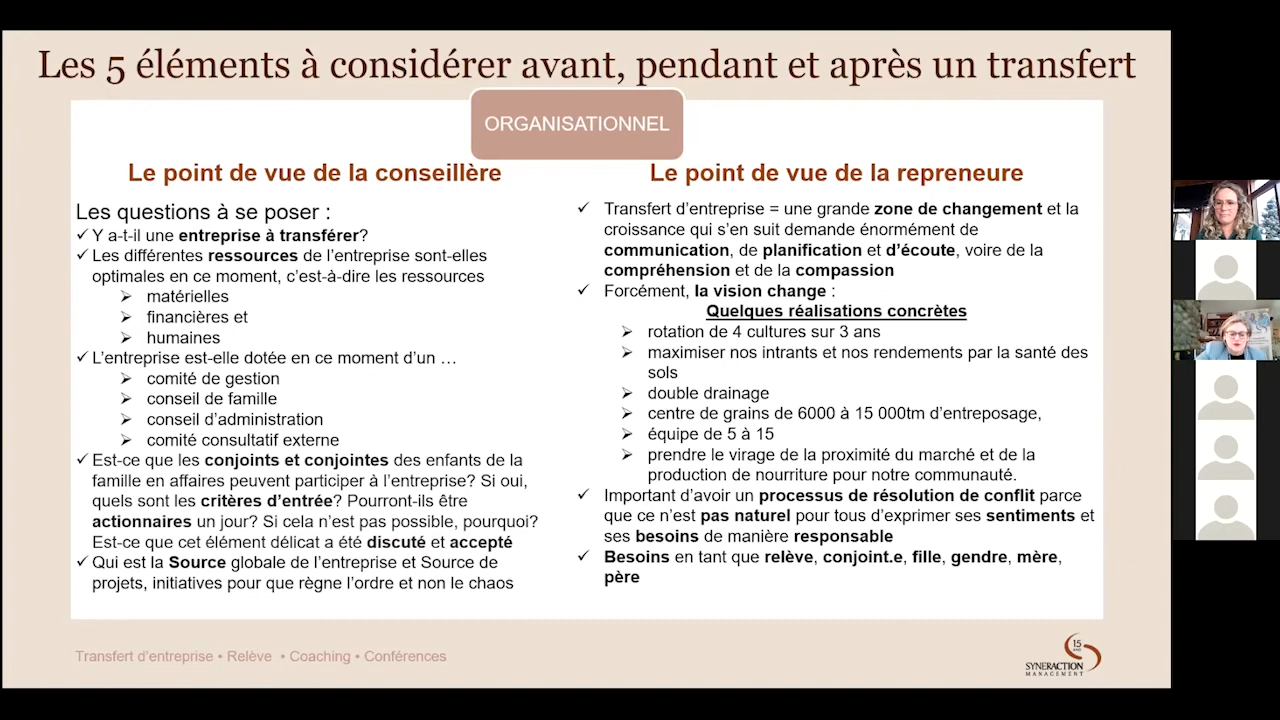 Les 5 éléments à considérer avant, pendant et après un transfert
ORGANISATIONNEL
Le point de vue de la conseillère
Les questions à se poser :
Y a-t-il une entreprise à transférer?
Les différentes ressources de l'entreprise sont-elles
optimales en ce moment, c'est-à-dire les ressources
matérielles
financières et
humaines
L'entreprise est-elle dotée en ce moment d'un …
comité de gestion
conseil de famille
conseil d'administration
comité consultatif externe
Est-ce que les conjoints et conjointes des enfants de la
famille en affaires peuvent participer à l'entreprise? Si oui,
quels sont les critères d'entrée? Pourront-ils être
actionnaires un jour? Si cela n'est pas possible, pourquoi?
Est-ce que cet élément délicat a été discuté et accepté
Qui est la Source globale de l'entreprise et Source de
projets, initiatives pour que règne l'ordre et non le chaos
Le point de vue de la repreneure
Transfert d'entreprise = une grande zone de changement et la
croissance qui s'en suit demande énormément de
communication, de planification et d'écoute, voire de la
compréhension et de la compassion
Forcément, la vision change :
Quelques réalisations concrètes
rotation de 4 cultures sur 3 ans
maximiser nos intrants et nos rendements par la santé des
sols
double drainage
centre de grains de 6000 à 15 000tm d'entreposage,
équipe de 5 à 15
prendre le virage de la proximité du marché et de la
production de nourriture pour notre communauté.
Important d'avoir un processus de résolution de conflit parce
que ce n'est pas naturel pour tous d'exprimer ses sentiments et
ses besoins de manière responsable
Besoins en tant que relève, conjoint.e, fille, gendre, mère,
père
Transfert d'entreprise • Relève • Coaching • Conférences
15
ANS
SYNERACTION
MANAGEMENT